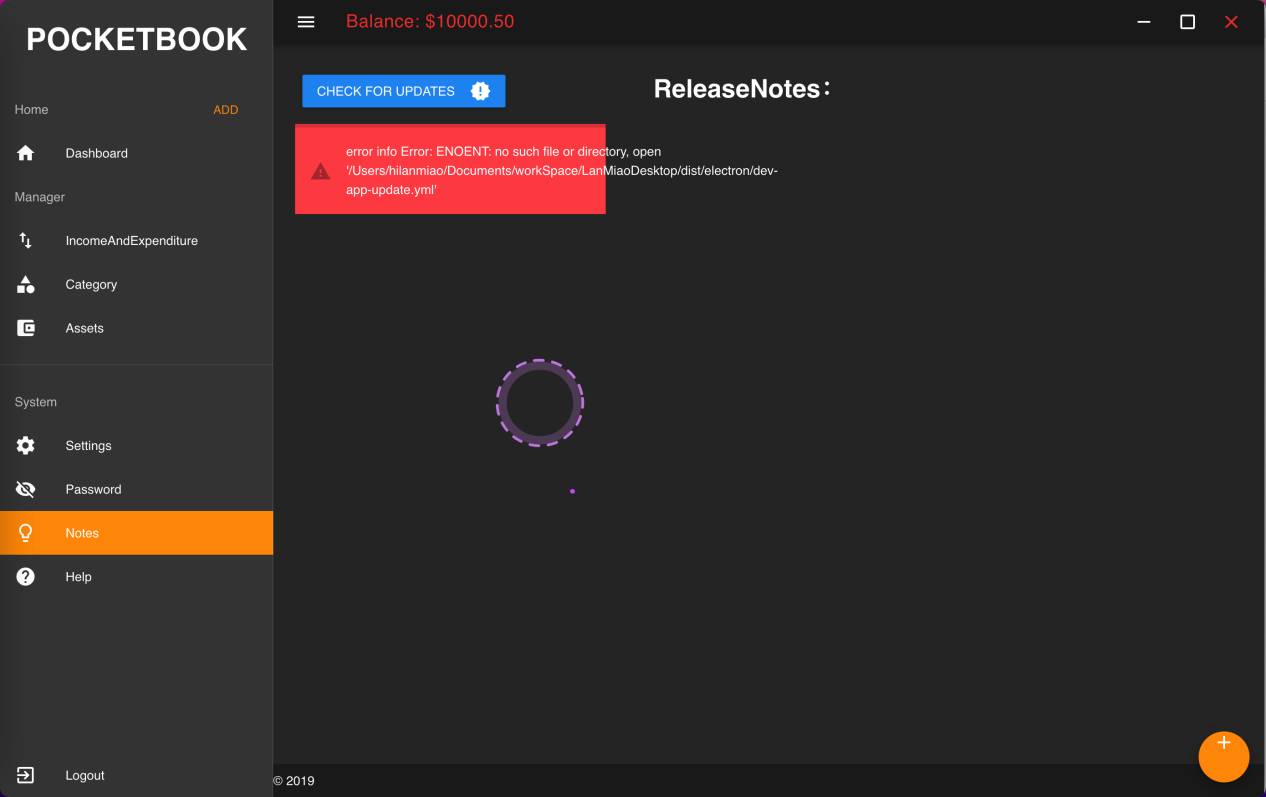 POCKETBOOK
Home
ADD
Dashboard
Manager
IncomeAndExpenditure
Category
Assets
System
Settings
Password
Notes
Help
Logout
Balance: $10000.50
CHECK FOR UPDATES
ReleaseNotes：
error info Error: ENOENT: no such file or directory, open
'/Users/hilanmiao/Documents/workSpace/LanMiaoDesktop/dist/electron/dev-
app-update.yml'
© 2019